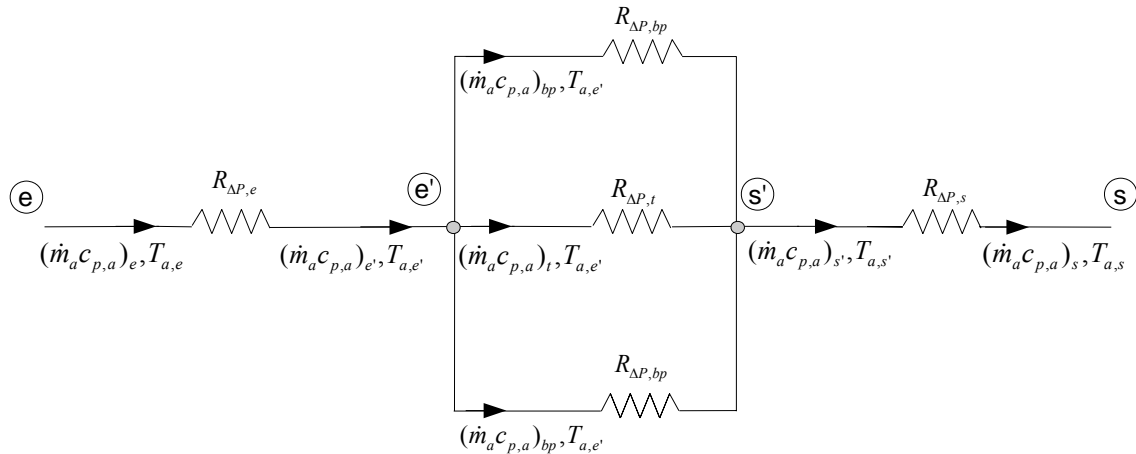 R_{ΔP,bp}
(ṁ_a c_{p,a})_{bp}, T_{a,e'}
e
R_{ΔP,e}
e'
R_{ΔP,t}
s'
R_{ΔP,s}
s
(ṁ_a c_{p,a})_e, T_{a,e}
(ṁ_a c_{p,a})_{e'}, T_{a,e'}
(ṁ_a c_{p,a})_t, T_{a,e'}
(ṁ_a c_{p,a})_{s'}, T_{a,s'}
(ṁ_a c_{p,a})_s, T_{a,s}
R_{ΔP,bp}
(ṁ_a c_{p,a})_{bp}, T_{a,e'}